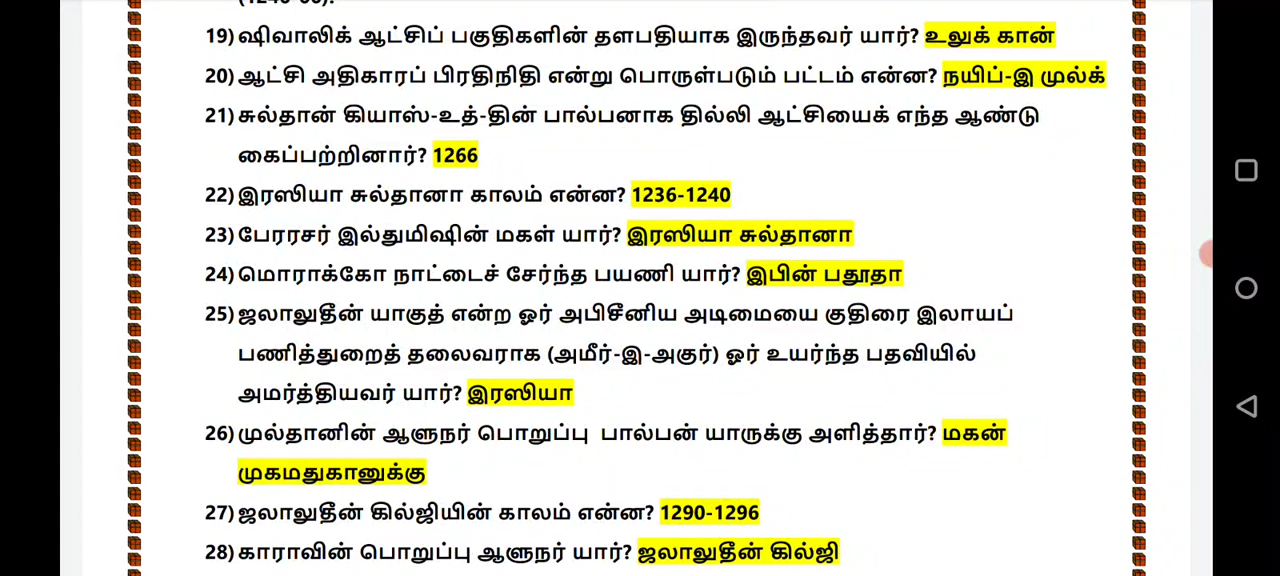 19) ஷிவாலிக் ஆட்சிப் பகுதிகளின் தளபதியாக இருந்தவர் யார்? உலுக் கான்
20) ஆட்சி அதிகாரப் பிரதிநிதி என்று பொருள்படும் பட்டம் என்ன? நயிப்-இ முல்க்
21) சுல்தான் கியாஸ்-உத்-தின் பால்பனாக தில்லி ஆட்சியைக் எந்த ஆண்டு
கைப்பற்றினார்? 1266
22) இரஸியா சுல்தானா காலம் என்ன? 1236-1240
23) பேரரசர் இல்துமிஷின் மகள் யார்? இரஸியா சுல்தானா
24) மொராக்கோ நாட்டைச் சேர்ந்த பயணி யார்? இபின் பதூதா
25) ஜலாலுதீன் யாகுத் என்ற ஓர் அபிசீனிய அடிமையை குதிரை இலாயப்
பணித்துறைத் தலைவராக (அமீர்-இ-அகுர்) ஓர் உயர்ந்த பதவியில்
அமர்த்தியவர் யார்? இரஸியா
26) முல்தானின் ஆளுநர் பொறுப்பு பால்பன் யாருக்கு அளித்தார்? மகன்
முகமதுகானுக்கு
27) ஜலாலுதீன் கில்ஜியின் காலம் என்ன? 1290-1296
28) காராவின் பொறுப்பு ஆளுநர் யார்? ஜலாலுதீன் கில்ஜி